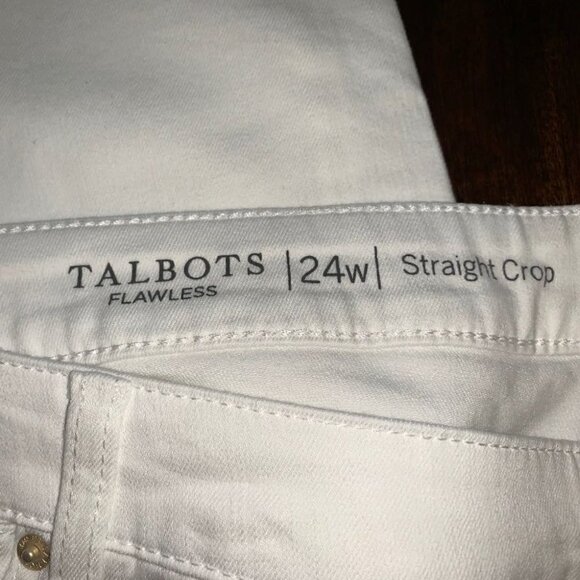 TALBOTS |24w| Straight Crop
FLAWLESS